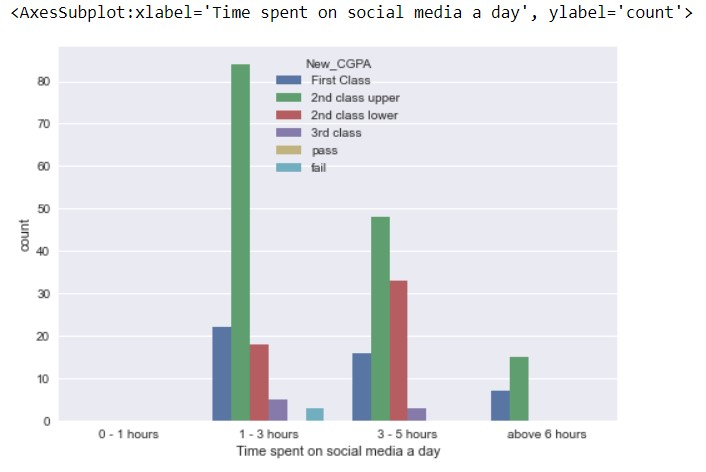 <AxesSubplot:xlabel='Time spent on social media a day', ylabel='count'>
New_CGPA
First Class
2nd class upper
2nd class lower
3rd class
pass
fail
80
70
60
50
40
30
20
10
0
count
0 - 1 hours 1 - 3 hours 3 - 5 hours above 6 hours
Time spent on social media a day